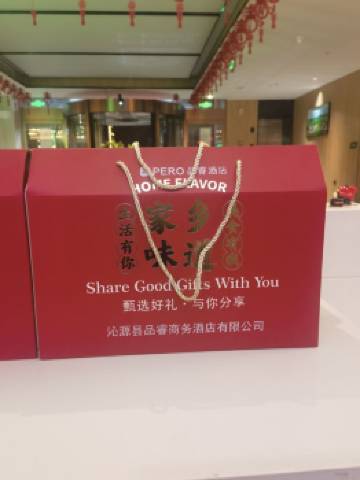 PERO 品睿酒店
HOME FLAVOR
生活有你
家乡
味道
Share Good Gifts With You
甄选好礼·与你分享
沁源县品睿商务酒店有限公司